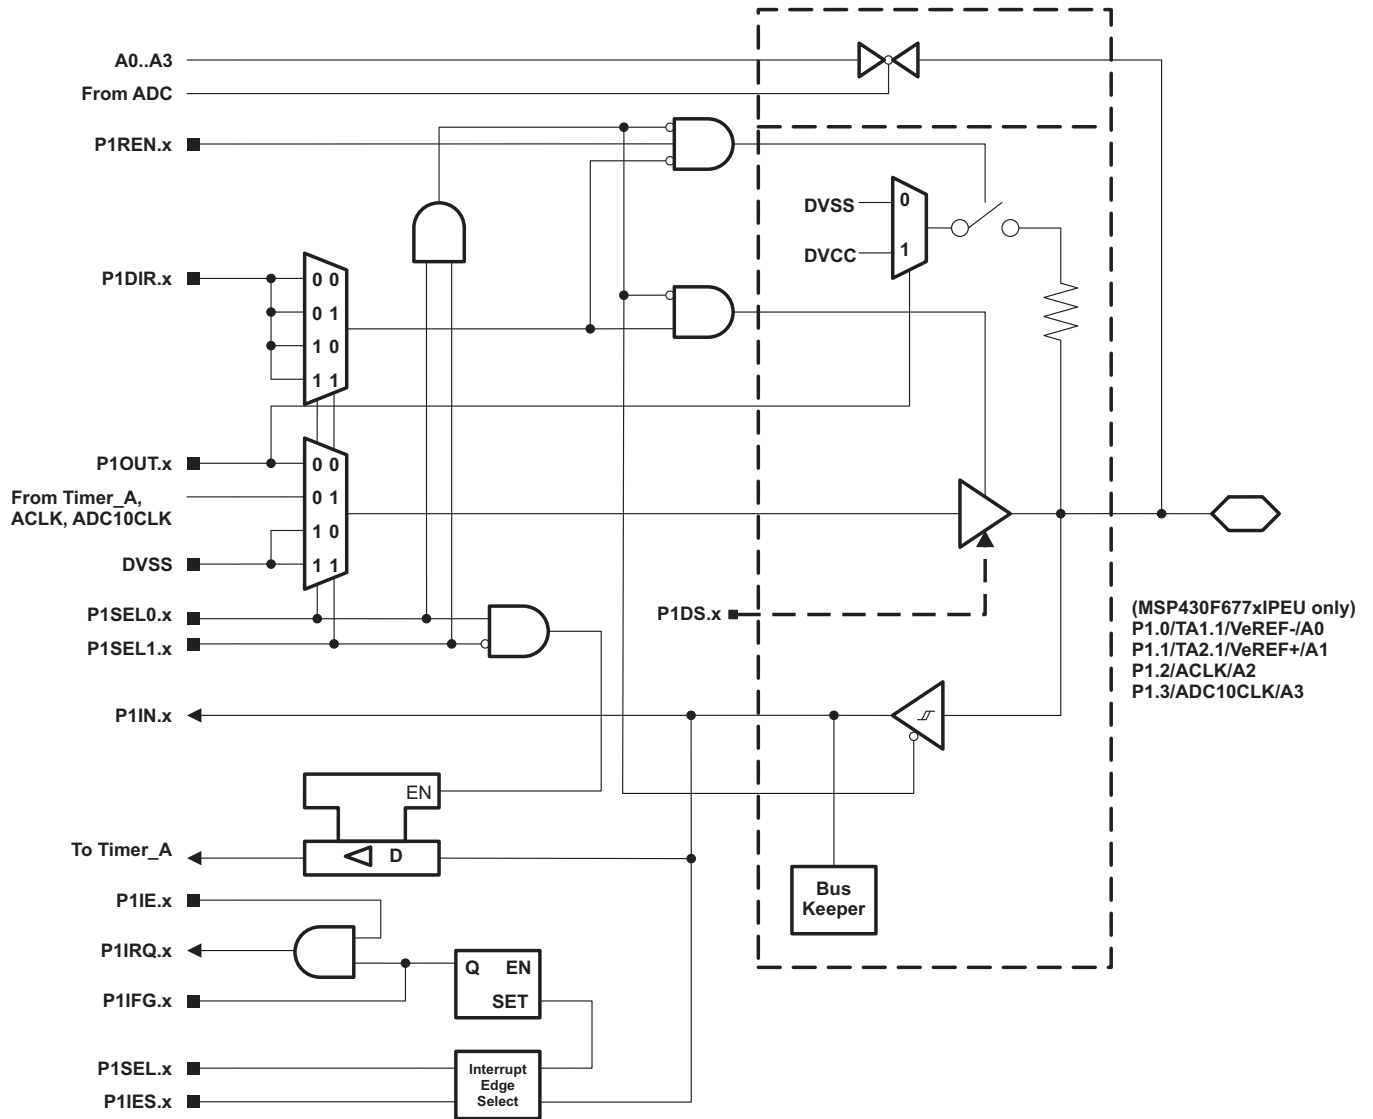 A0..A3
From ADC
P1REN.x
DVSS
0
DVCC
1
P1DIR.x
0 0
0 1
1 0
1 1
P1OUT.x
0 0
From Timer_A,
ACLK, ADC10CLK
0 1
1 0
DVSS
1 1
P1SEL0.x
P1SEL1.x
P1DS.x
(MSP430F677xIPEU only)
P1.0/TA1.1/VeREF-/A0
P1.1/TA2.1/VeREF+/A1
P1.2/ACLK/A2
P1.3/ADC10CLK/A3
P1IN.x
EN
To Timer_A
D
Bus
Keeper
P1IE.x
P1IRQ.x
Q EN
SET
P1IFG.x
P1SEL.x
P1IES.x
Interrupt
Edge
Select